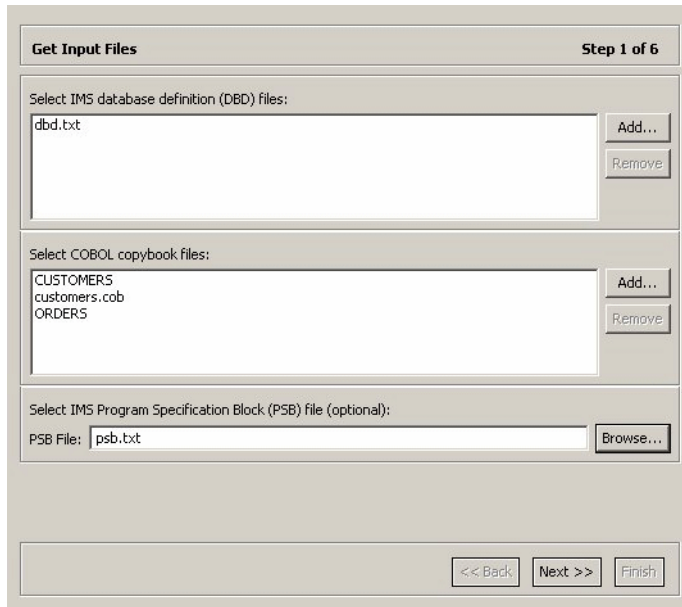 Get Input Files Step 1 of 6
Select IMS database definition (DBD) files:
dbd.txt
Add...
Remove
Select COBOL copybook files:
CUSTOMERS
customers.cob
ORDERS
Add...
Remove
Select IMS Program Specification Block (PSB) file (optional):
PSB File: psb.txt Browse...
<< Back Next >> Finish